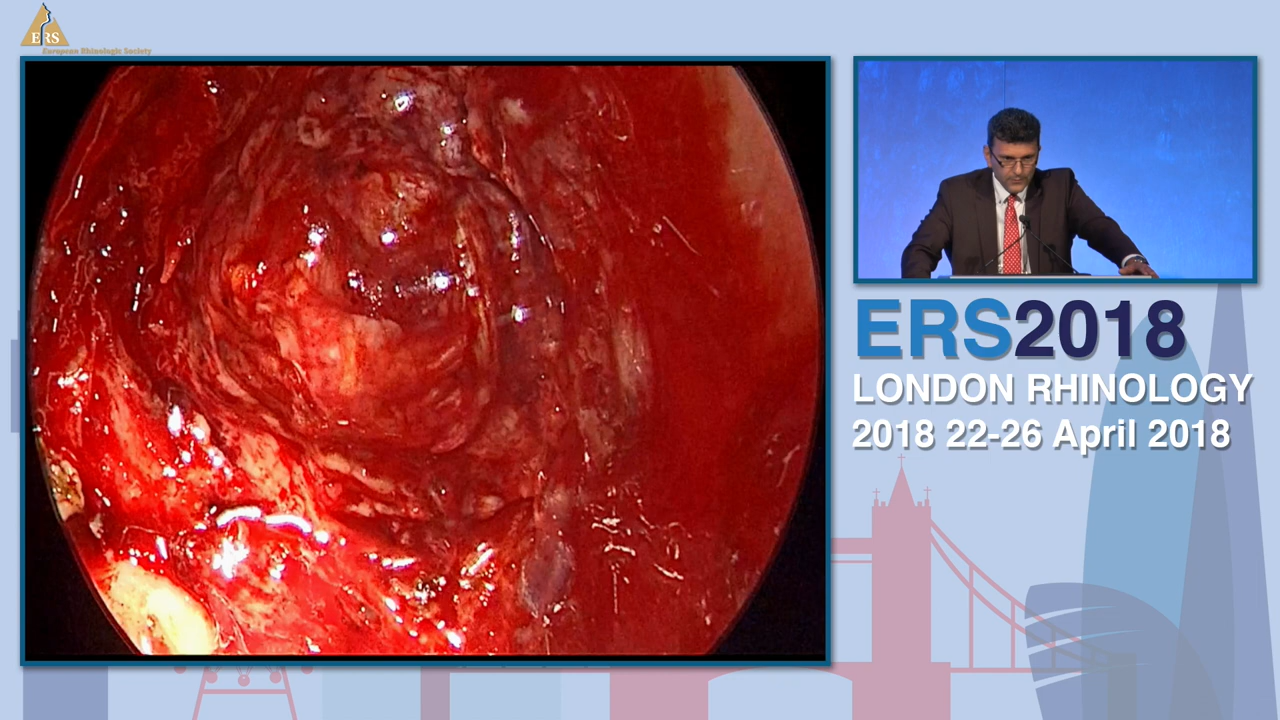 ERS
European Rhinologic Society
ERS2018
LONDON RHINOLOGY
2018 22-26 April 2018